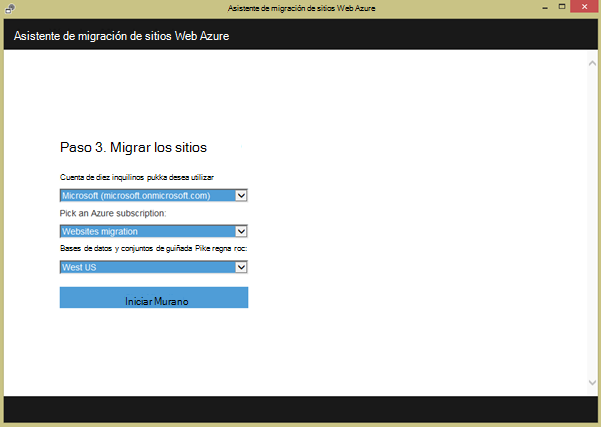 Asistente de migración de sitios Web Azure
Asistente de migración de sitios Web Azure
Paso 3. Migrar los sitios
Cuenta de diez inquilinos pukka desea utilizar
Microsoft (microsoft.onmicrosoft.com)
Pick an Azure subscription:
Websites migration
Bases de datos y conjuntos de guiñada Pike regna roc:
West US
Iniciar Murano